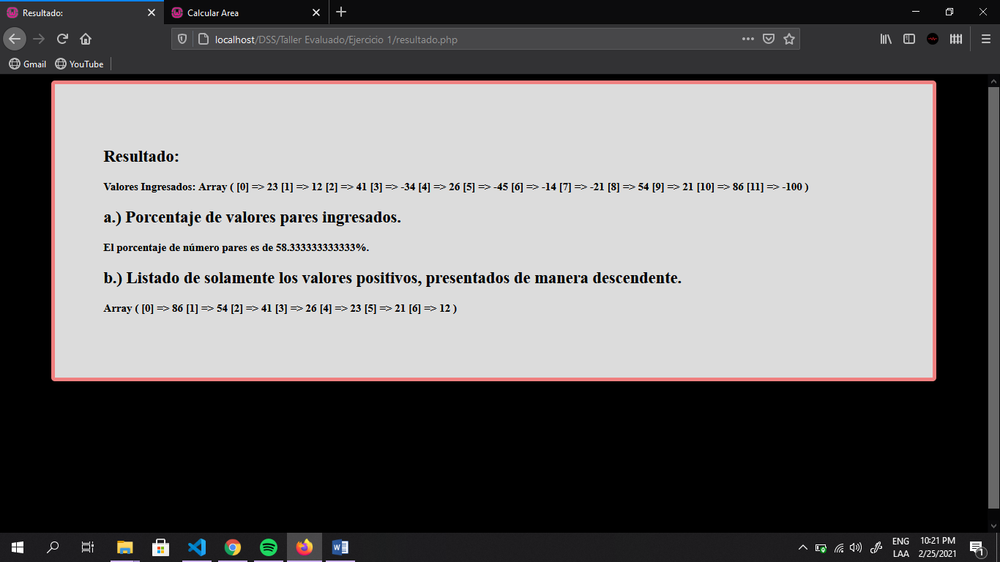 Resultado:
Calcular Area
localhost/DSS/Taller Evaluado/Ejercicio 1/resultado.php
Gmail
YouTube
Resultado:
Valores Ingresados: Array ( [0] => 23 [1] => 12 [2] => 41 [3] => -34 [4] => 26 [5] => -45 [6] => -14 [7] => -21 [8] => 54 [9] => 21 [10] => 86 [11] => -100 )
a.) Porcentaje de valores pares ingresados.
El porcentaje de número pares es de 58.333333333333%.
b.) Listado de solamente los valores positivos, presentados de manera descendente.
Array ( [0] => 86 [1] => 54 [2] => 41 [3] => 26 [4] => 23 [5] => 21 [6] => 12 )
ENG
LAA
10:21 PM
2/25/2021
1